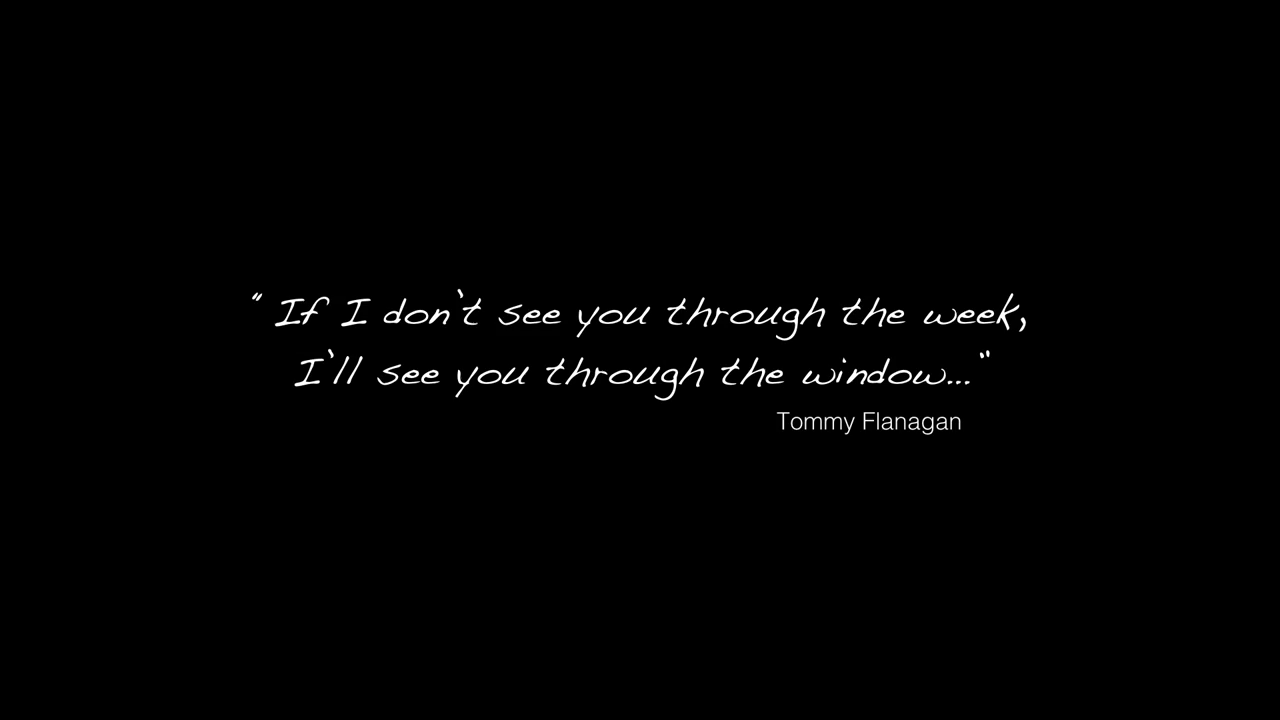 " If I don't see you through the week,
I'll see you through the window..."
Tommy Flanagan